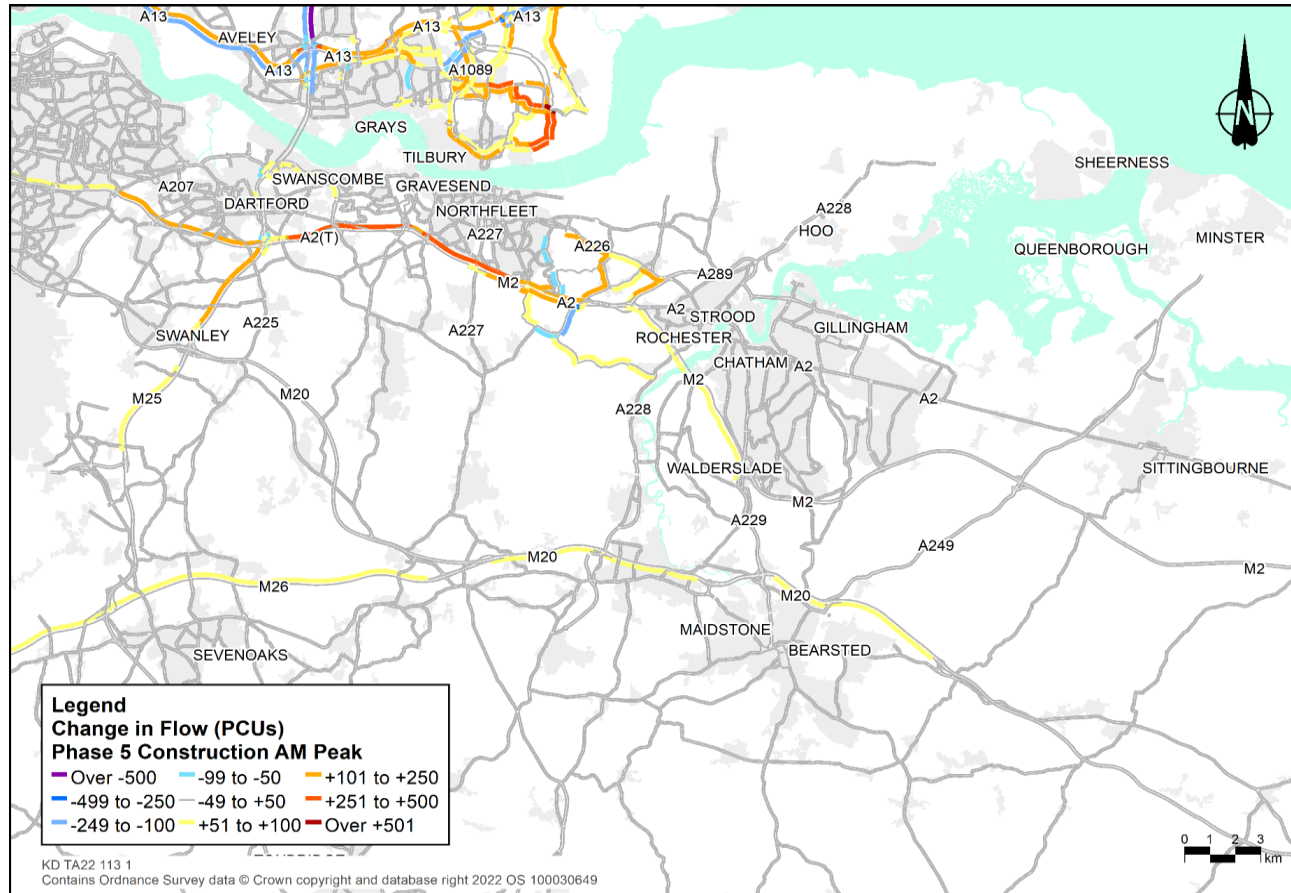 A13
A13
AVELEY
A13
A13
A13
A1089
GRAYS
TILBURY
N
SHEERNESS
SWANSCOMBE
A207
GRAVESEND
DARTFORD
NORTHFLEET
A228
HOO
A227
A2(T)
A226
QUEENBOROUGH
MINSTER
A289
M2
A2
A2
STROOD
GILLINGHAM
A225
SWANLEY
A227
ROCHESTER
CHATHAM
A2
M2
M25
M20
A2
A228
WALDERSLADE
SITTINGBOURNE
M2
A229
A249
M20
M2
M26
M20
MAIDSTONE
BEARSTED
SEVENOAKS
Legend
Change in Flow (PCUs)
Phase 5 Construction AM Peak
Over -500 -99 to -50 +101 to +250
-499 to -250 -49 to +50 +251 to +500
-249 to -100 +51 to +100 Over +501
0 1 2 3
km
KD TA22 113 1
Contains Ordnance Survey data © Crown copyright and database right 2022 OS 100030649